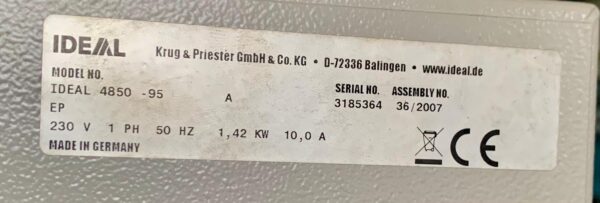 IDEAL Krug & Priester GmbH & Co. KG • D-72336 Balingen • www.ideal.de
MODEL NO.
IDEAL 4850 -95 A
EP
SERIAL NO. ASSEMBLY NO.
3185364 36/2007
230 V 1 PH 50 HZ 1,42 KW 10,0 A
MADE IN GERMANY
CE